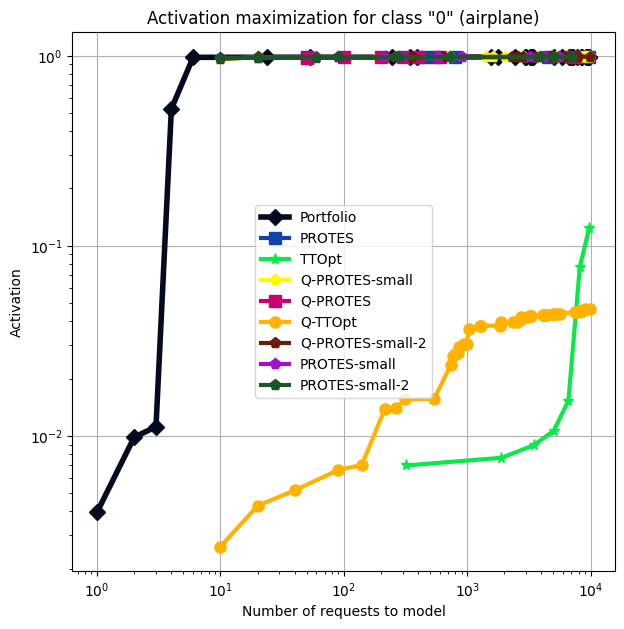 Activation maximization for class "0" (airplane)
10⁰
10⁻¹
10⁻²
Activation
Portfolio
PROTES
TTOpt
Q-PROTES-small
Q-PROTES
Q-TTOpt
Q-PROTES-small-2
PROTES-small
PROTES-small-2
10⁰ 10¹ 10² 10³ 10⁴
Number of requests to model